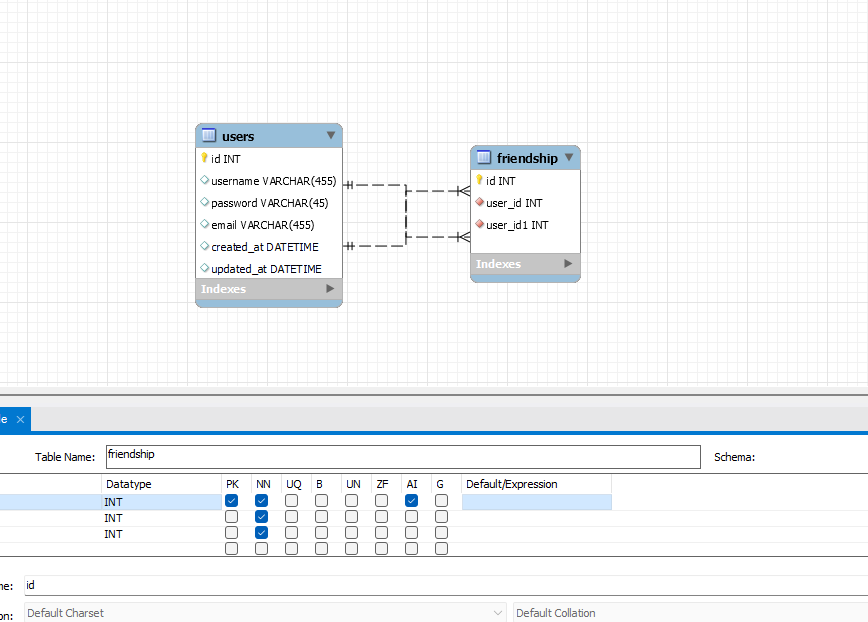 users
id INT
username VARCHAR(455)
password VARCHAR(45)
email VARCHAR(455)
created_at DATETIME
updated_at DATETIME
Indexes
friendship
id INT
user_id INT
user_id1 INT
Indexes
e
Table Name: friendship Schema:
Datatype PK NN UQ B UN ZF AI G Default/Expression
INT
INT
INT
me: id
on: Default Charset Default Collation